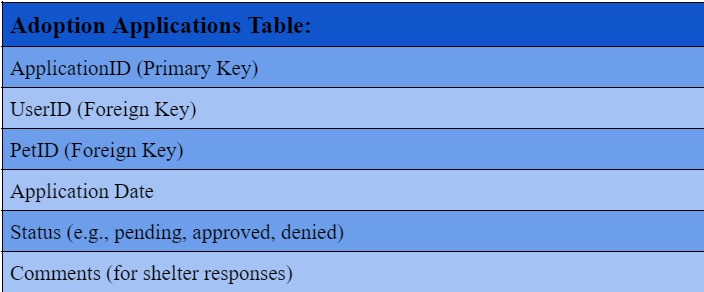 Adoption Applications Table:
ApplicationID (Primary Key)
UserID (Foreign Key)
PetID (Foreign Key)
Application Date
Status (e.g., pending, approved, denied)
Comments (for shelter responses)